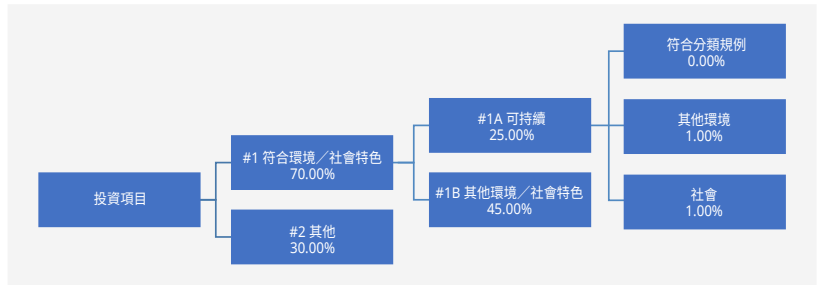 投資項目
#1 符合環境／社會特色
70.00%
#2 其他
30.00%
#1A 可持續
25.00%
#1B 其他環境／社會特色
45.00%
符合分類規例
0.00%
其他環境
1.00%
社會
1.00%